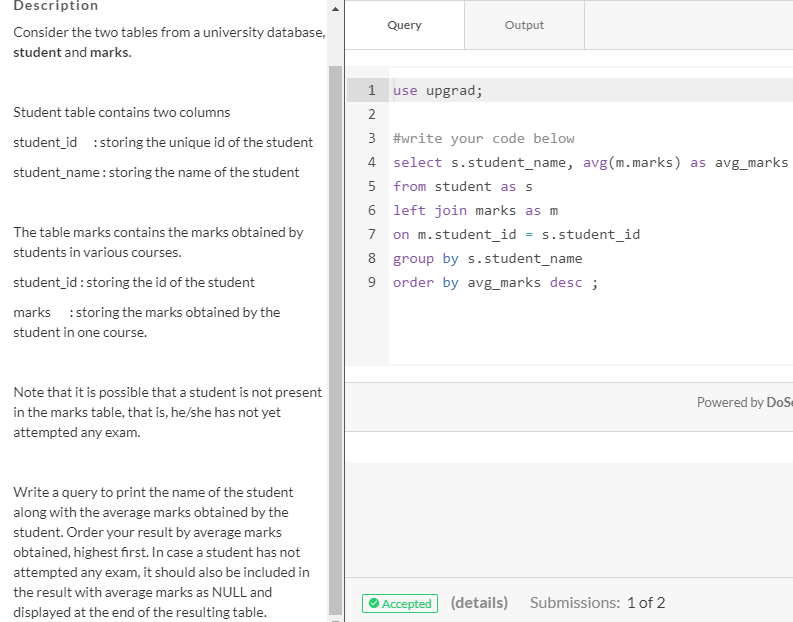 Description
Consider the two tables from a university database,
student and marks.
Student table contains two columns
student_id : storing the unique id of the student
student_name : storing the name of the student
The table marks contains the marks obtained by
students in various courses.
student_id : storing the id of the student
marks : storing the marks obtained by the
student in one course.
Note that it is possible that a student is not present
in the marks table, that is, he/she has not yet
attempted any exam.
Write a query to print the name of the student
along with the average marks obtained by the
student. Order your result by average marks
obtained, highest first. In case a student has not
attempted any exam, it should also be included in
the result with average marks as NULL and
displayed at the end of the resulting table.
Query
Output
1 use upgrad;
2
3 #write your code below
4 select s.student_name, avg(m.marks) as avg_marks
5 from student as s
6 left join marks as m
7 on m.student_id = s.student_id
8 group by s.student_name
9 order by avg_marks desc ;
Powered by DoSe
Accepted (details) Submissions: 1 of 2